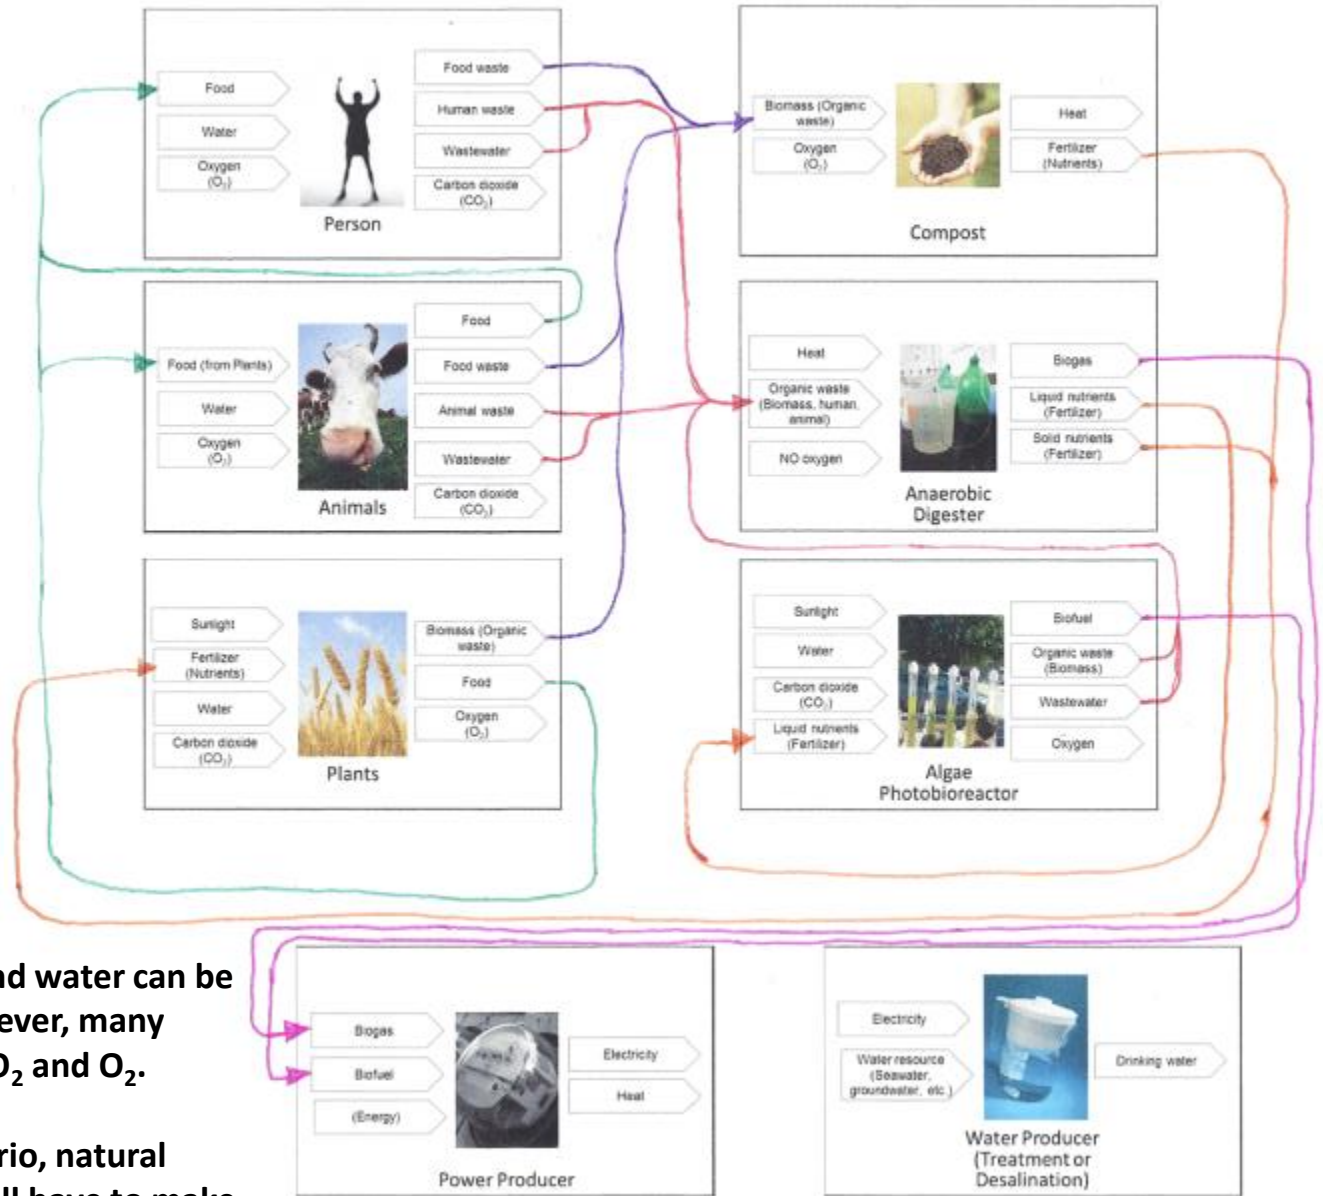 Food
Water
Oxygen
(O₂)
Person
Food waste
Human waste
Wastewater
Carbon dioxide
(CO₂)
Biomass (Organic
waste)
Oxygen
(O₂)
Compost
Heat
Fertilizer
(Nutrients)
Food (from Plants)
Water
Oxygen
(O₂)
Animals
Food
Food waste
Animal waste
Wastewater
Carbon dioxide
(CO₂)
Heat
Organic waste
(Biomass, human,
animal)
NO oxygen
Anaerobic
Digester
Biogas
Liquid nutrients
(Fertilizer)
Solid nutrients
(Fertilizer)
Sunlight
Fertilizer
(Nutrients)
Water
Carbon dioxide
(CO₂)
Plants
Biomass (Organic
waste)
Food
Oxygen
(O₂)
Sunlight
Water
Carbon dioxide
(CO₂)
Liquid nutrients
(Fertilizer)
Algae
Photobioreactor
Biofuel
Organic waste
(Biomass)
Wastewater
Oxygen
nd water can be
ever, many
O₂ and O₂.
rio, natural
ll have to make
Biogas
Biofuel
(Energy)
Power Producer
Electricity
Heat
Electricity
Water resource
(Seawater,
groundwater, etc.)
Water Producer
(Treatment or
Desalination)
Drinking water